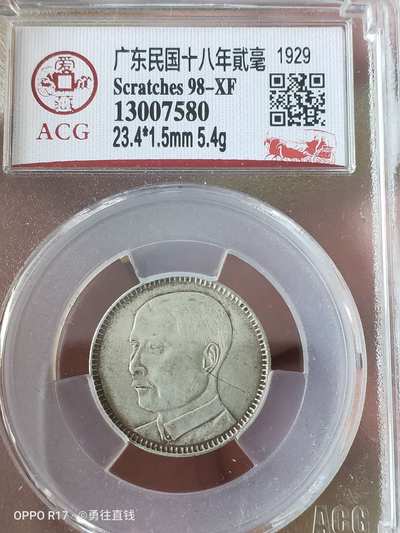 广东民国十八年貳毫 1929
Scratches 98-XF
13007580
23.4*1.5mm 5.4g
ACG
ACG
OPPO R17 · ©勇往直钱